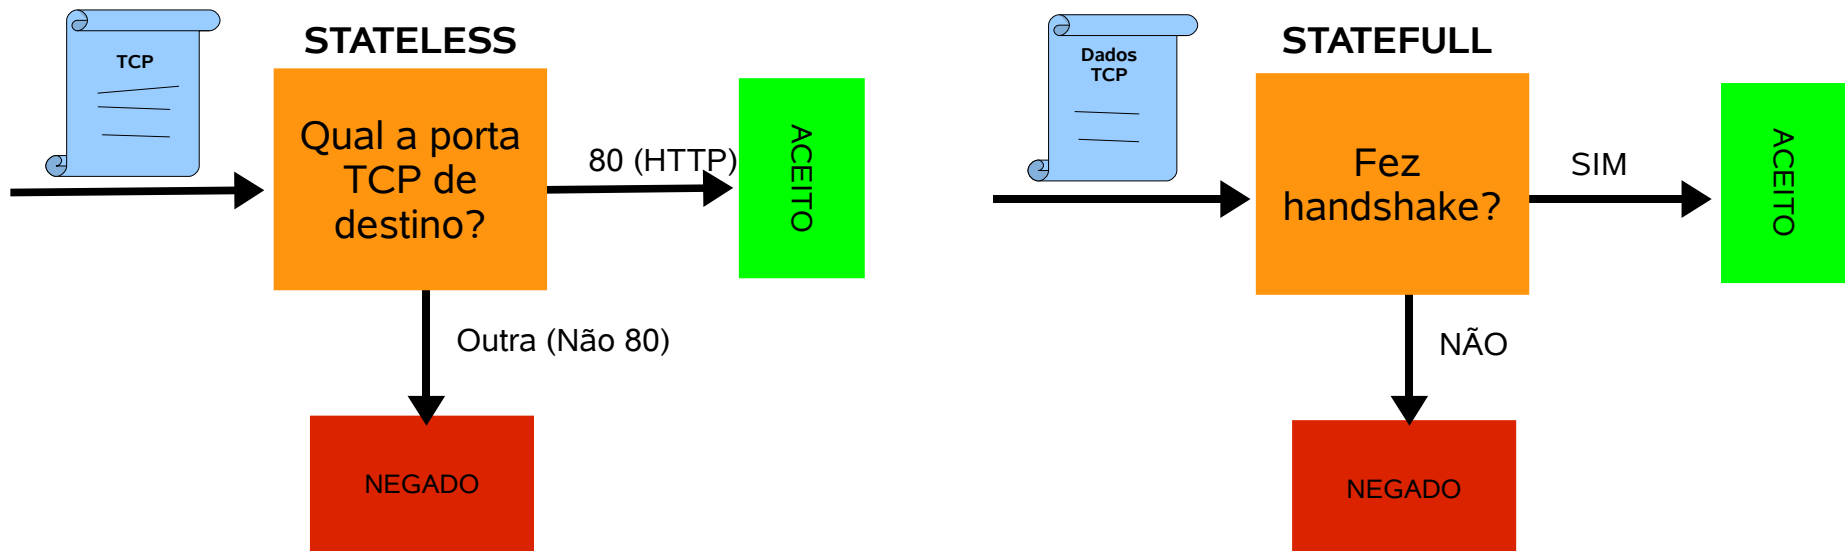 STATELESS
TCP
Qual a porta
TCP de
destino?
80 (HTTP)
ACEITO
Outra (Não 80)
NEGADO
STATEFULL
Dados
TCP
Fez
handshake?
SIM
ACEITO
NÃO
NEGADO